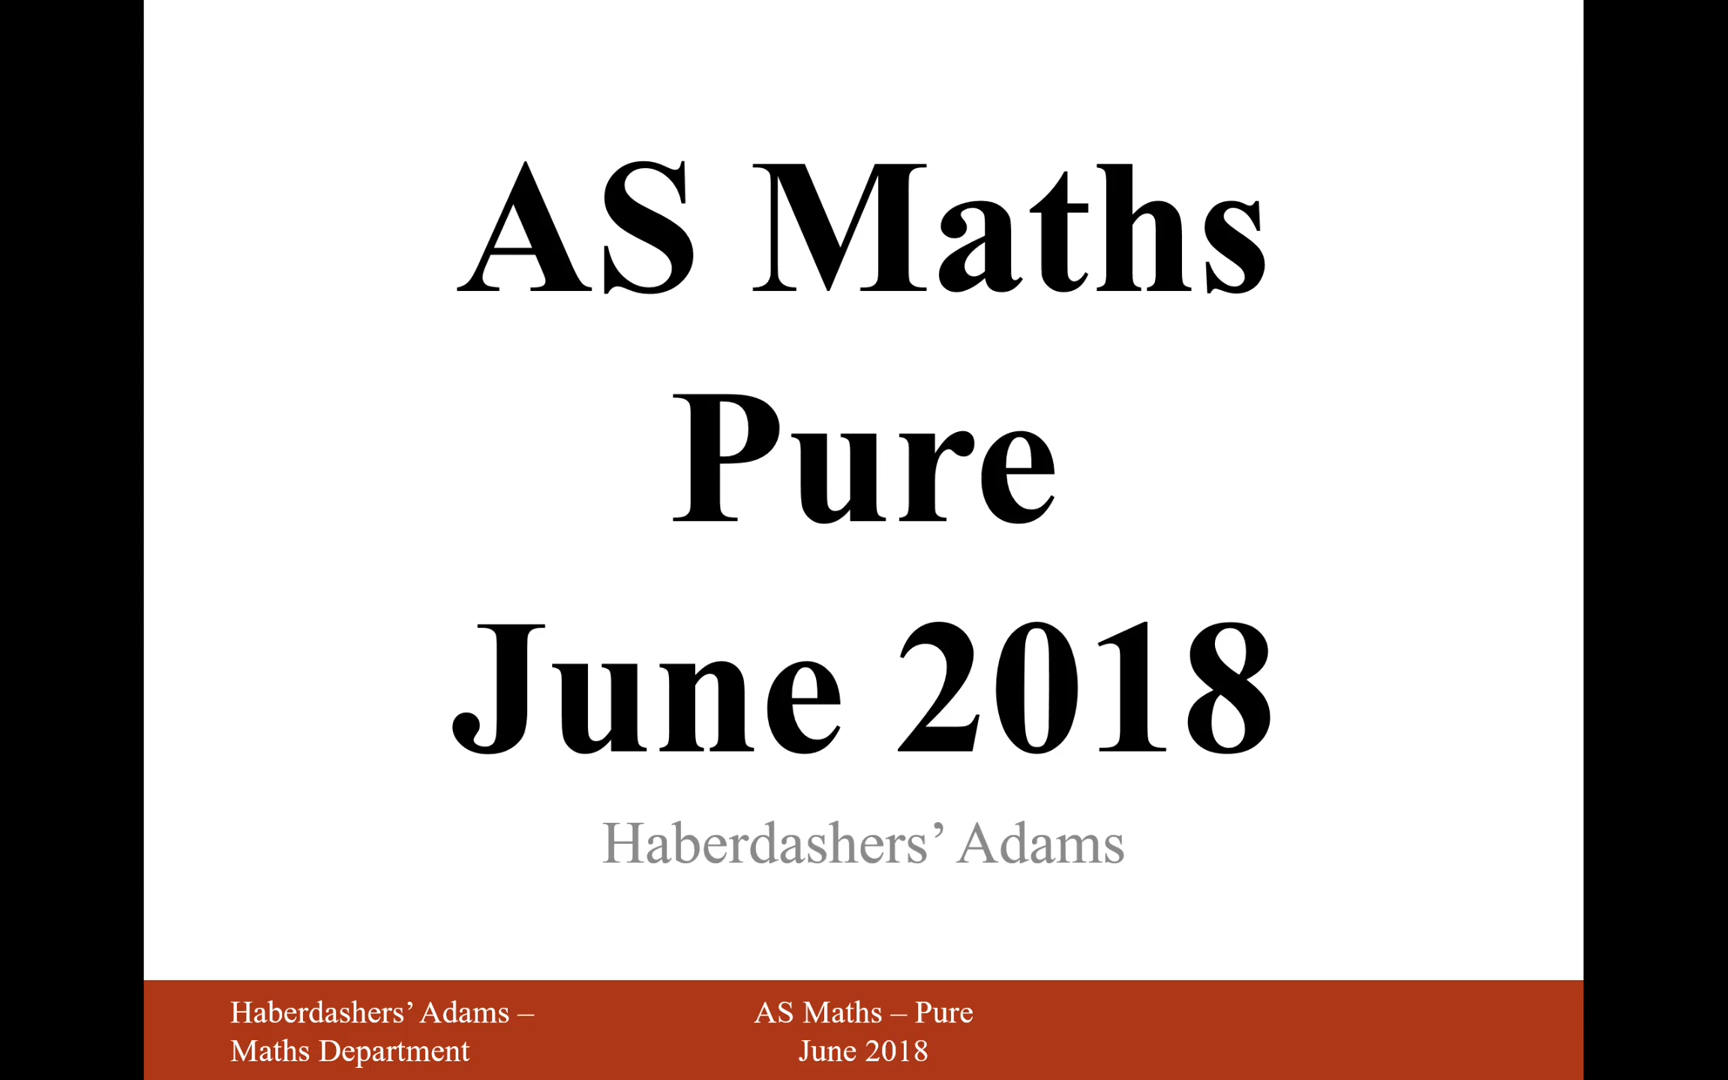 AS Maths
Pure
June 2018
Haberdashers’ Adams
Haberdashers’ Adams –
Maths Department
AS Maths – Pure
June 2018